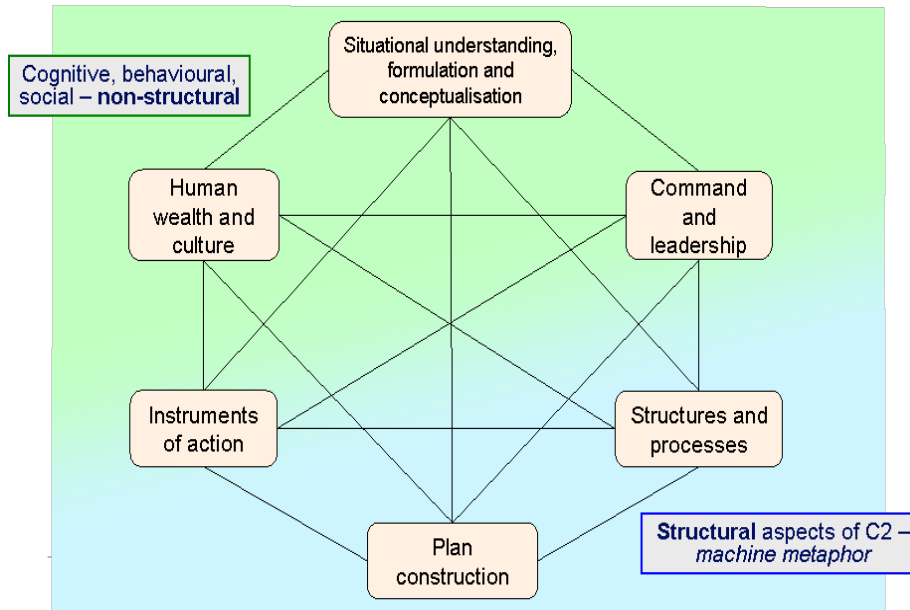 Situational understanding,
formulation and
conceptualisation
Cognitive, behavioural,
social – non-structural
Human
wealth and
culture
Command
and
leadership
Instruments
of action
Structures and
processes
Plan
construction
Structural aspects of C2 –
machine metaphor